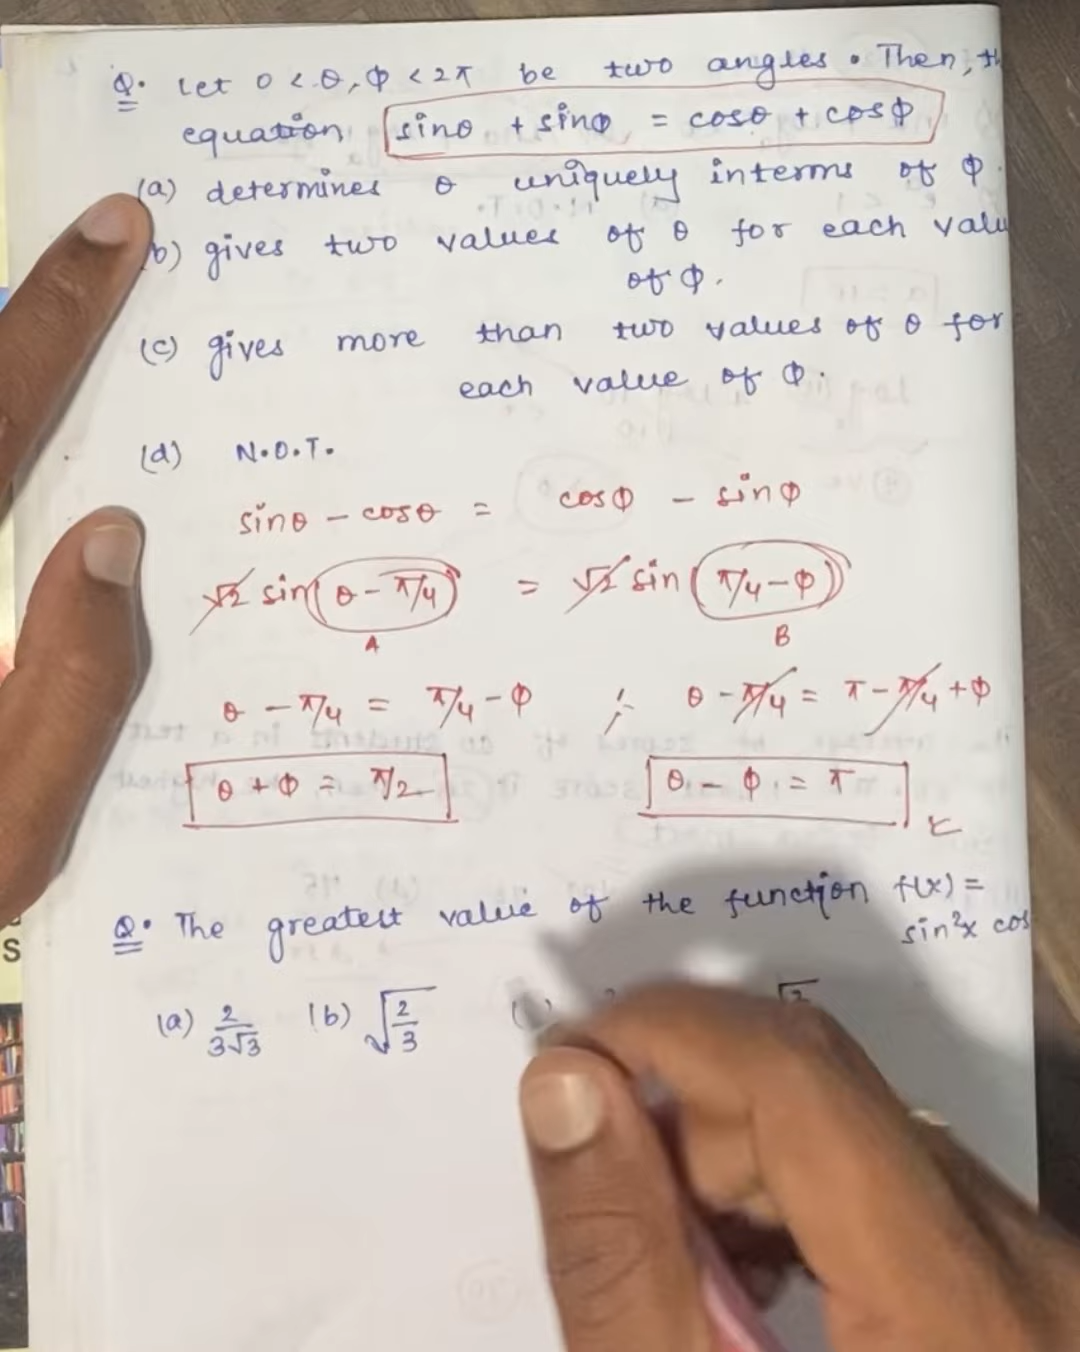 Q. Let 0 < θ, φ < 2π be two angles. Then,
equation sinθ + sinφ = cosθ + cosφ
(a) determines θ uniquely interms of φ.
(b) gives two values of θ for each valu
of φ.
(c) gives more than two values of θ for
each value of φ.
(d) N.O.T.
sinθ - cosθ = cosφ - sinφ
√2 sin(θ - π/4) = √2 sin(π/4 - φ)
A B
θ - π/4 = π/4 - φ ; θ - π/4 = π - π/4 + φ
θ + φ = π/2 θ - φ = π
Q. The greatest value of the function f(x) =
sin²x cos
(a) 2/3√3 (b) √2/3
S